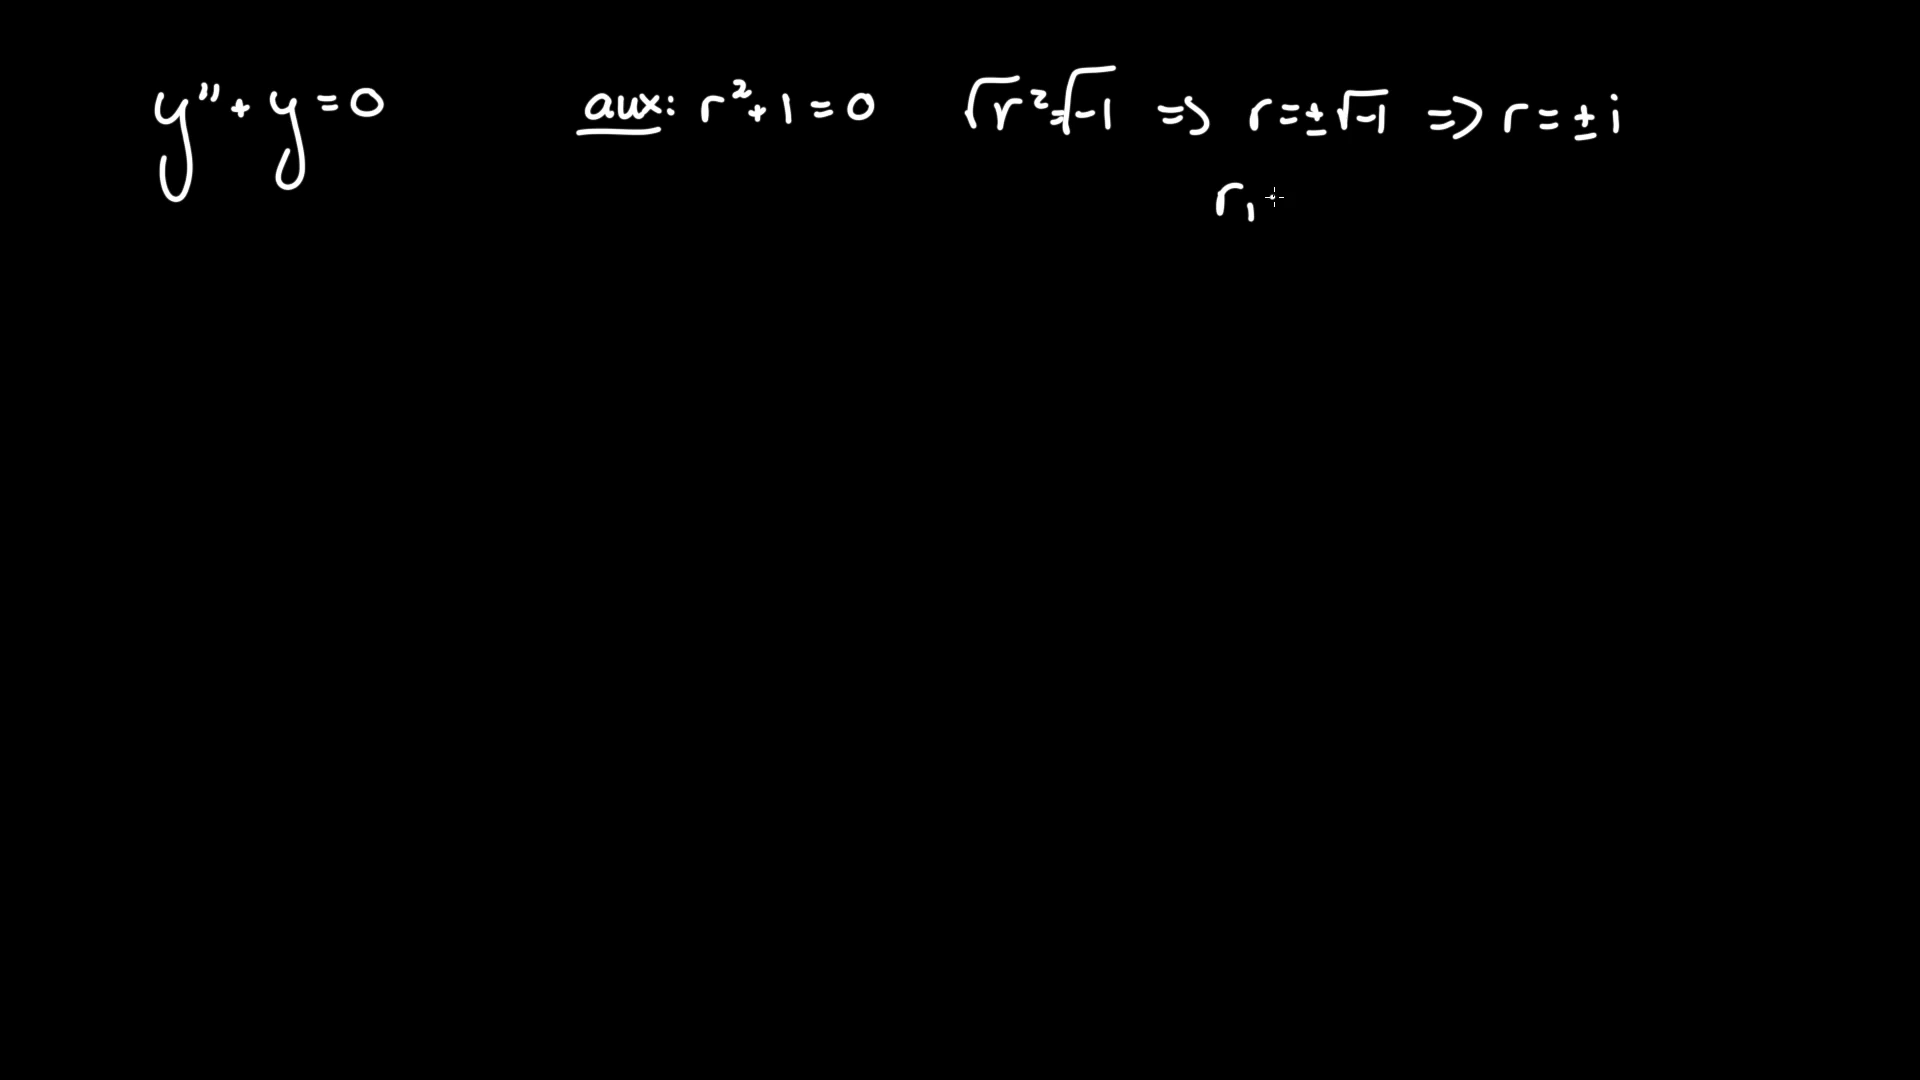 y'' + y = 0 aux: r² + 1 = 0 √r² = √-1 => r = ± √-1 => r = ± i
r₁